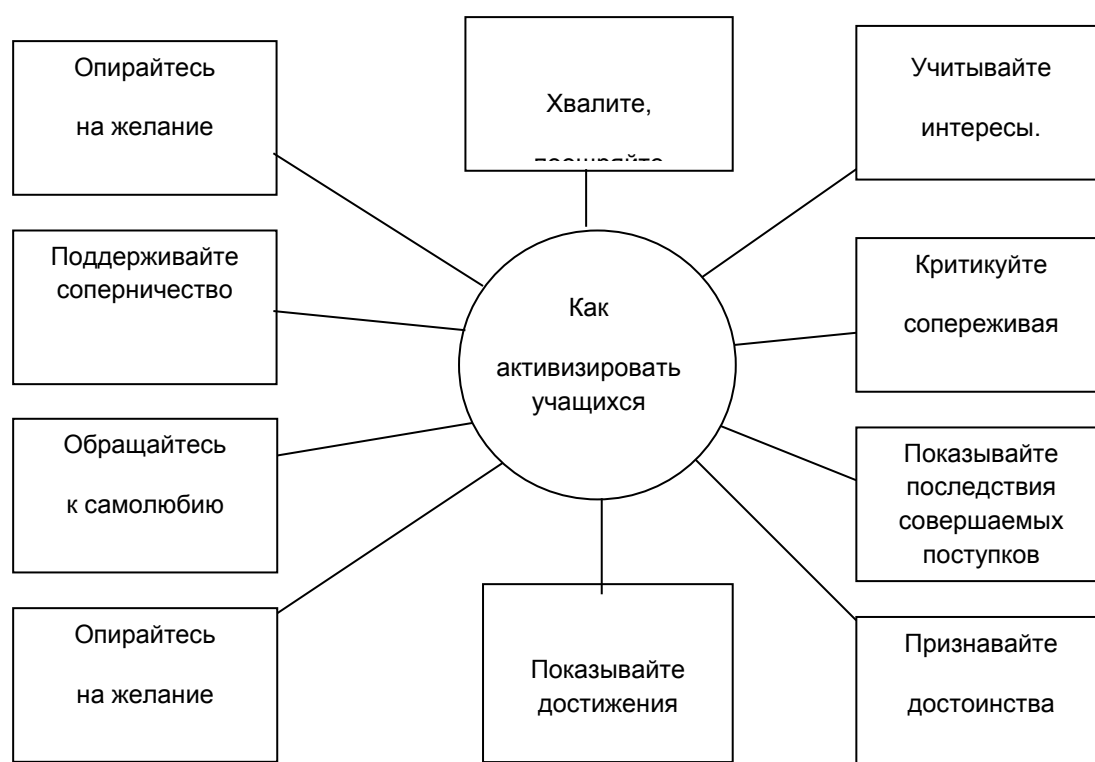 Опирайтесь
на желание
Хвалите,
Учитывайте
интересы.
Поддерживайте
соперничество
Как
активизировать
учащихся
Критикуйте
сопереживая
Обращайтесь
к самолюбию
Показывайте
последствия
совершаемых
поступков
Опирайтесь
на желание
Показывайте
достижения
Признавайте
достоинства